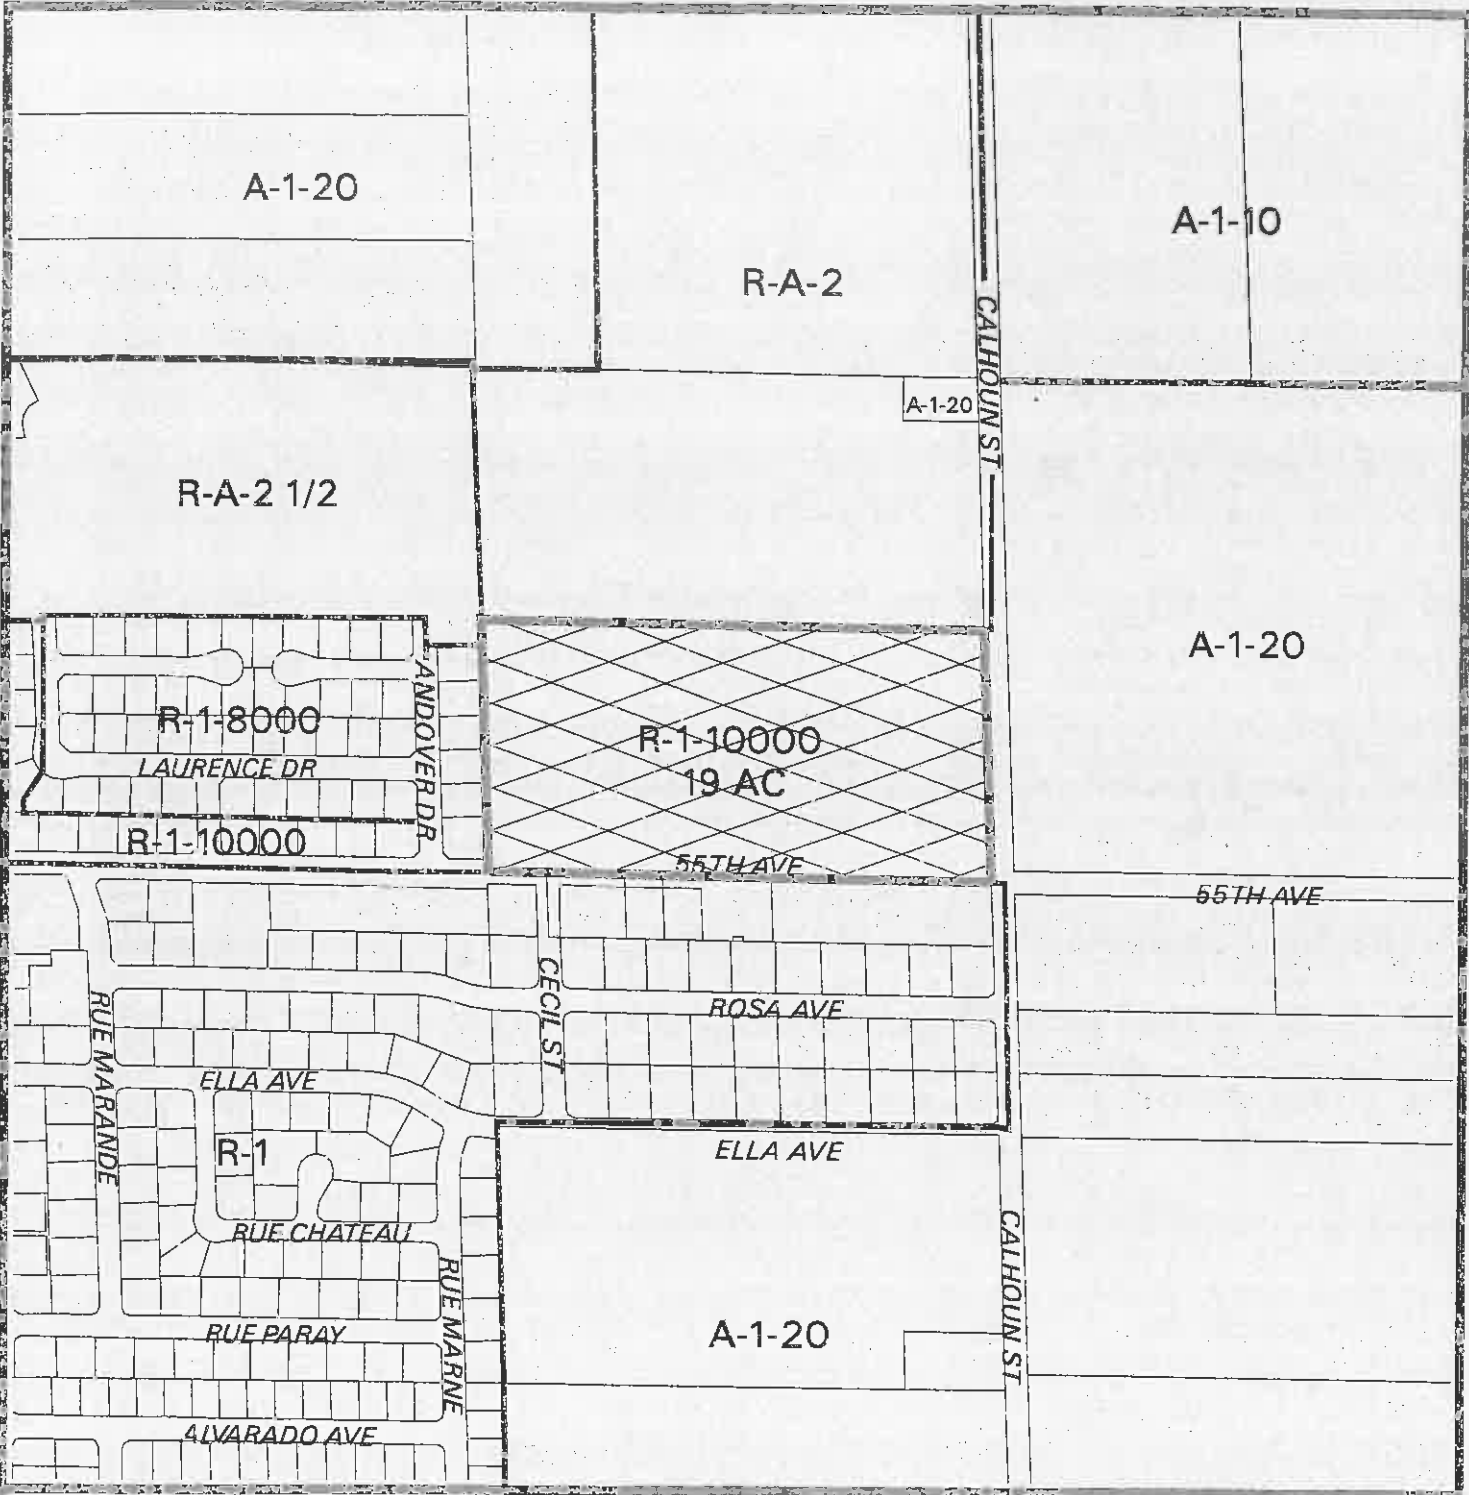 A-1-20
A-1-10
R-A-2
CALHOUN ST
A-1-20
R-A-2 1/2
A-1-20
R-1-8000
ANDOVER DR
R-1-10000
19 AC
LAURENCE DR
R-1-10000
55TH AVE
55TH AVE
CECIL ST
ROSA AVE
RUE MARANDE
ELLA AVE
R-1
ELLA AVE
RUE CHATEAU
CALHOUN ST
RUE MARNE
RUE PARAY
A-1-20
ALVARADO AVE